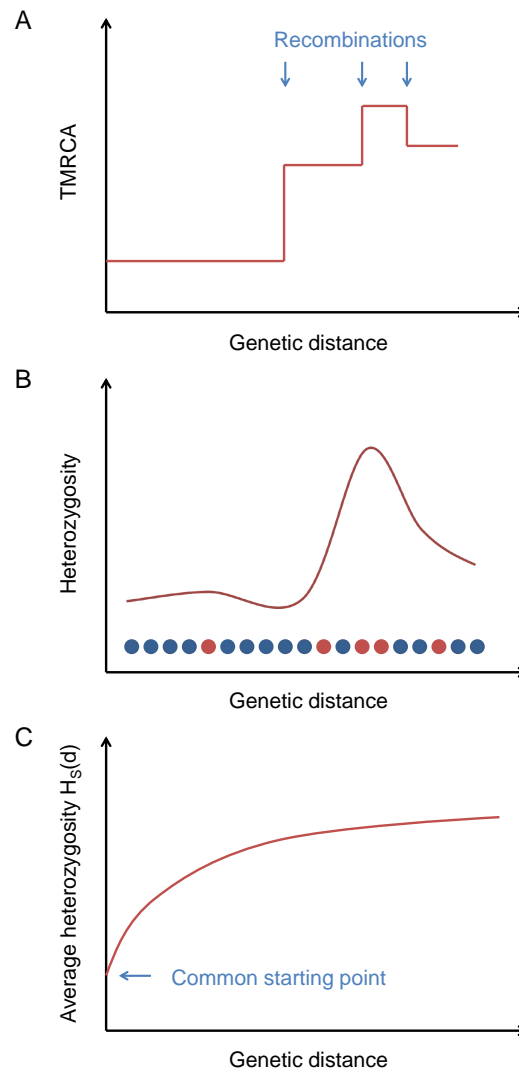 A
Recombinations
TMRCA
Genetic distance
B
Heterozygosity
Genetic distance
C
Average heterozygosity H_S(d)
Common starting point
Genetic distance